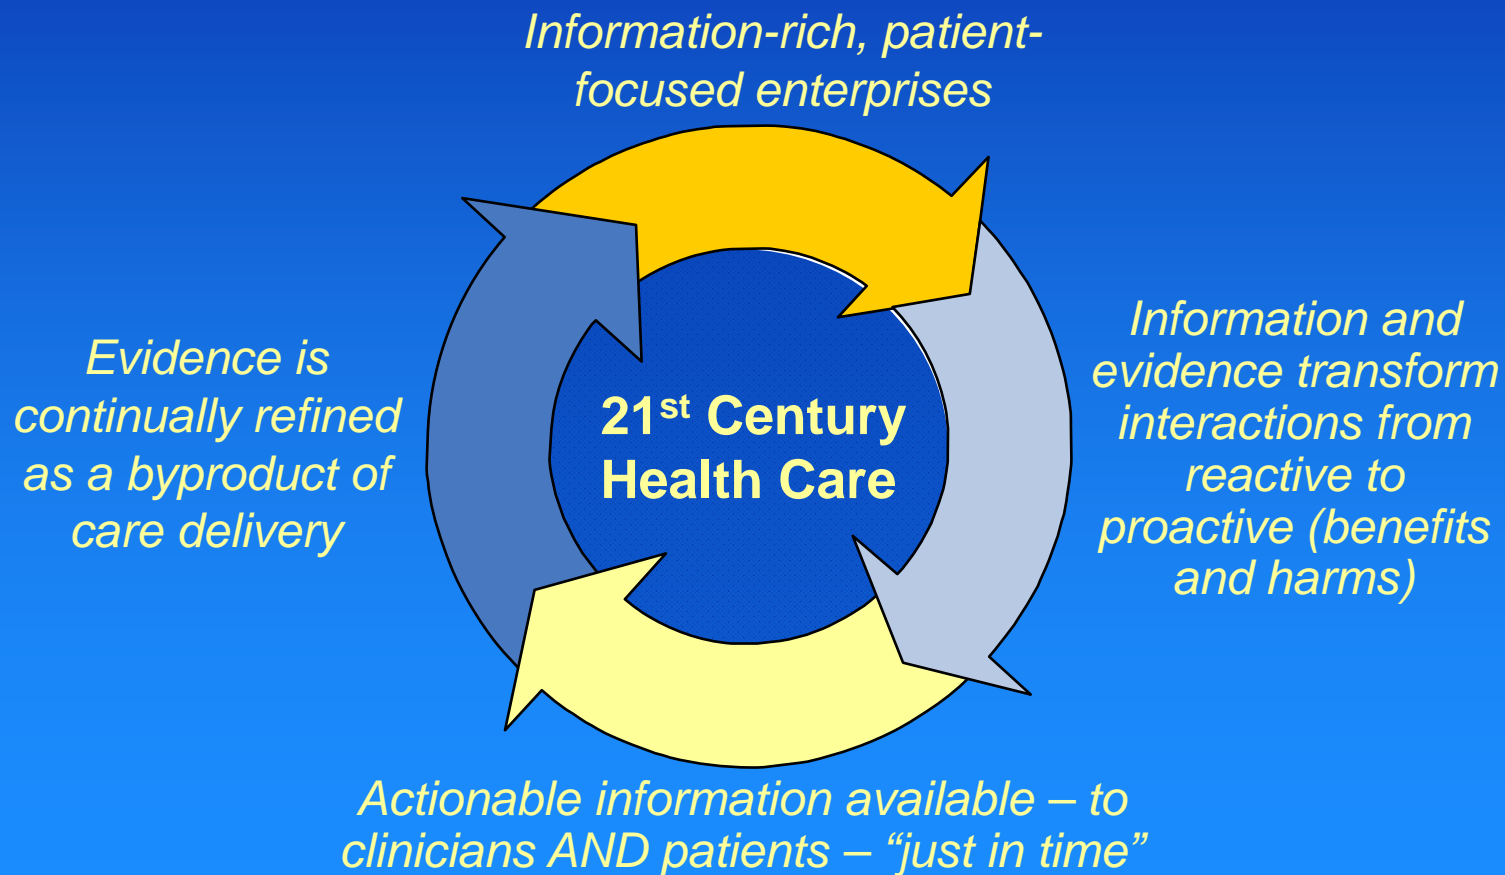 Information-rich, patient-
focused enterprises
Information and
evidence transform
interactions from
reactive to
proactive (benefits
and harms)
Evidence is
continually refined
as a byproduct of
care delivery
21st Century
Health Care
Actionable information available – to
clinicians AND patients – “just in time”